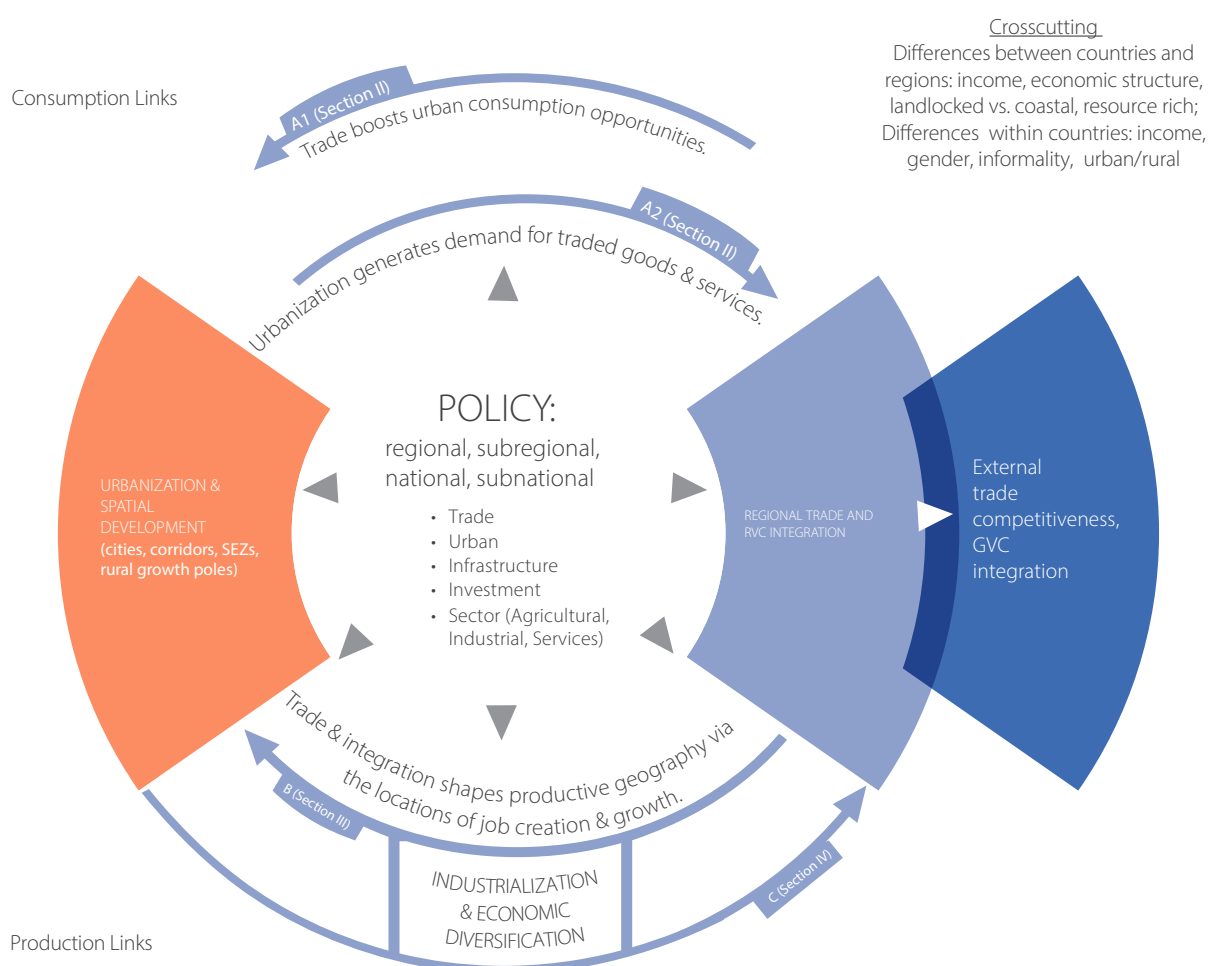 Crosscutting
Differences between countries and
regions: income, economic structure,
landlocked vs. coastal, resource rich;
Differences within countries: income,
gender, informality, urban/rural
Consumption Links
A1 (Section II)
Trade boosts urban consumption opportunities.
A2 (Section II)
Urbanization generates demand for traded goods & services.
POLICY:
regional, subregional,
national, subnational
• Trade
• Urban
• Infrastructure
• Investment
• Sector (Agricultural,
Industrial, Services)
URBANIZATION &
SPATIAL
DEVELOPMENT
(cities, corridors, SEZs,
rural growth poles)
REGIONAL TRADE AND
RVC INTEGRATION
External
trade
competitiveness,
GVC
integration
Trade & integration shapes productive geography via
the locations of job creation & growth.
B (Section III)
C (Section IV)
INDUSTRIALIZATION
& ECONOMIC
DIVERSIFICATION
Production Links